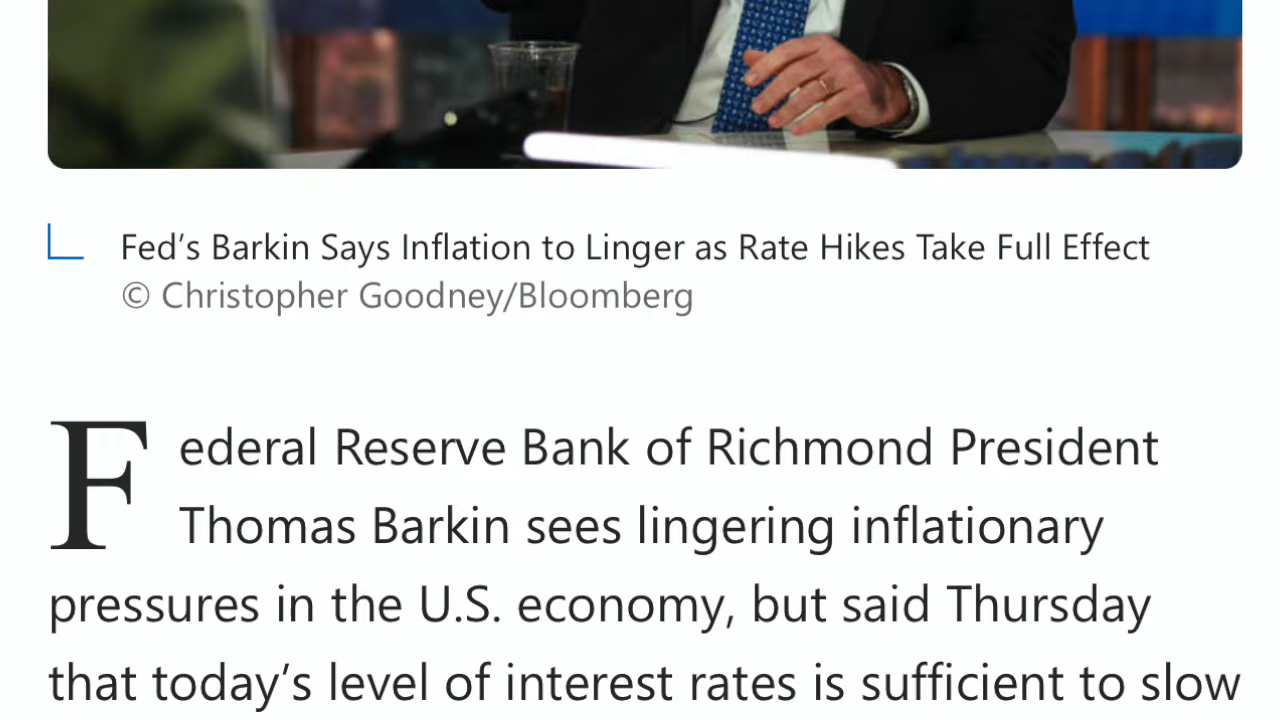 Fed’s Barkin Says Inflation to Linger as Rate Hikes Take Full Effect
© Christopher Goodney/Bloomberg
Federal Reserve Bank of Richmond President
Thomas Barkin sees lingering inflationary
pressures in the U.S. economy, but said Thursday
that today’s level of interest rates is sufficient to slow